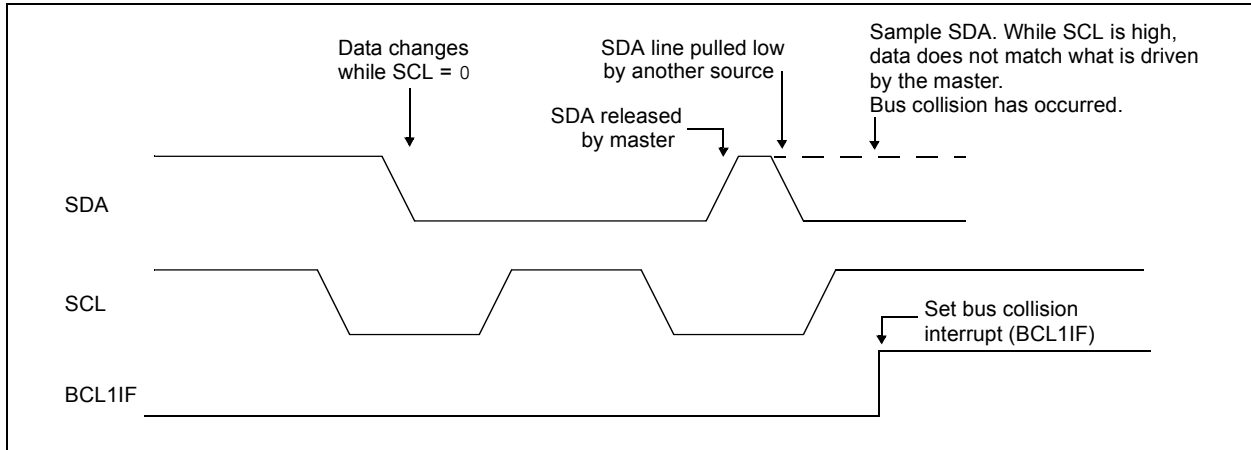 Data changes
while SCL = 0
SDA line pulled low
by another source
Sample SDA. While SCL is high,
data does not match what is driven
by the master.
Bus collision has occurred.
SDA released
by master
SDA
SCL
Set bus collision
interrupt (BCL1IF)
BCL1IF